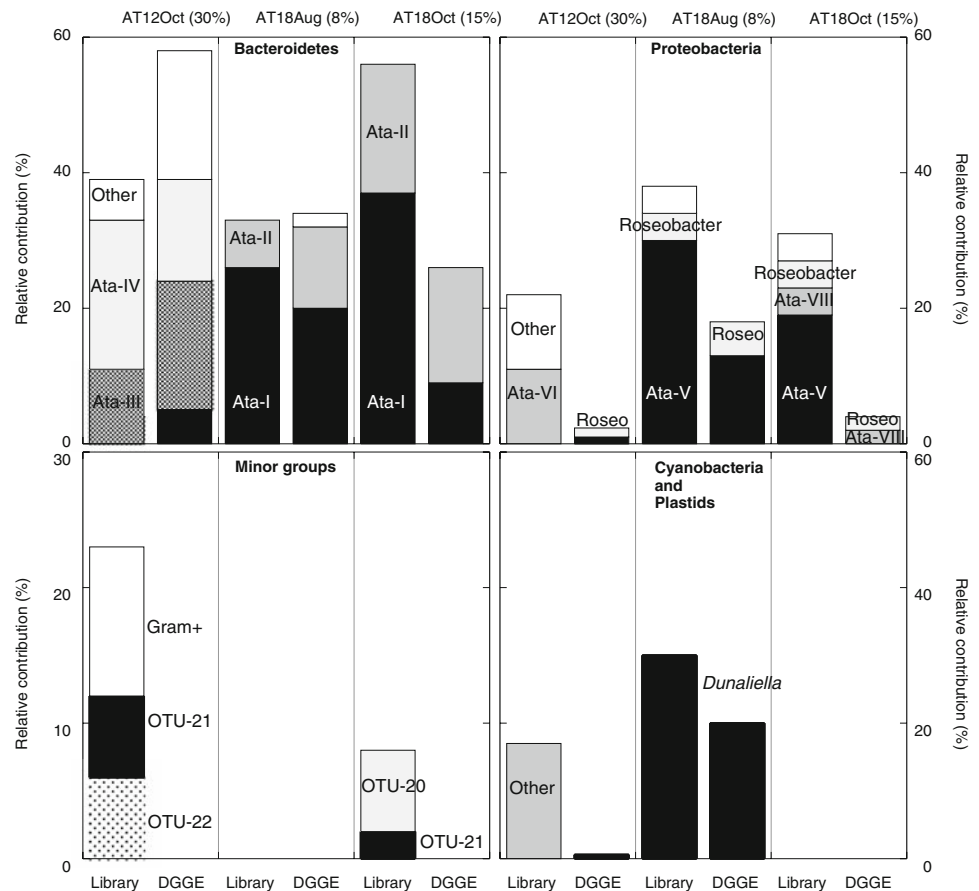 AT12Oct (30%) AT18Aug (8%) AT18Oct (15%) AT12Oct (30%) AT18Aug (8%) AT18Oct (15%)
60 Bacteroidetes Proteobacteria 60
Ata-II
40 40
Other
Roseobacter
Ata-II
Roseobacter
Ata-IV
Ata-VIII
20 20
Other Roseo
Ata-III Ata-I Ata-I Ata-VI Ata-V Ata-V
Roseo Roseo
Ata-VIII
0 0
Relative contribution (%)
Relative contribution (%)
30 Minor groups Cyanobacteria 60
and
Plastids
20 40
Gram+
Dunaliella
OTU-21
10 20
OTU-20 Other
OTU-22
OTU-21
0 0
Relative contribution (%)
Relative contribution (%)
Library DGGE Library DGGE Library DGGE Library DGGE Library DGGE Library DGGE